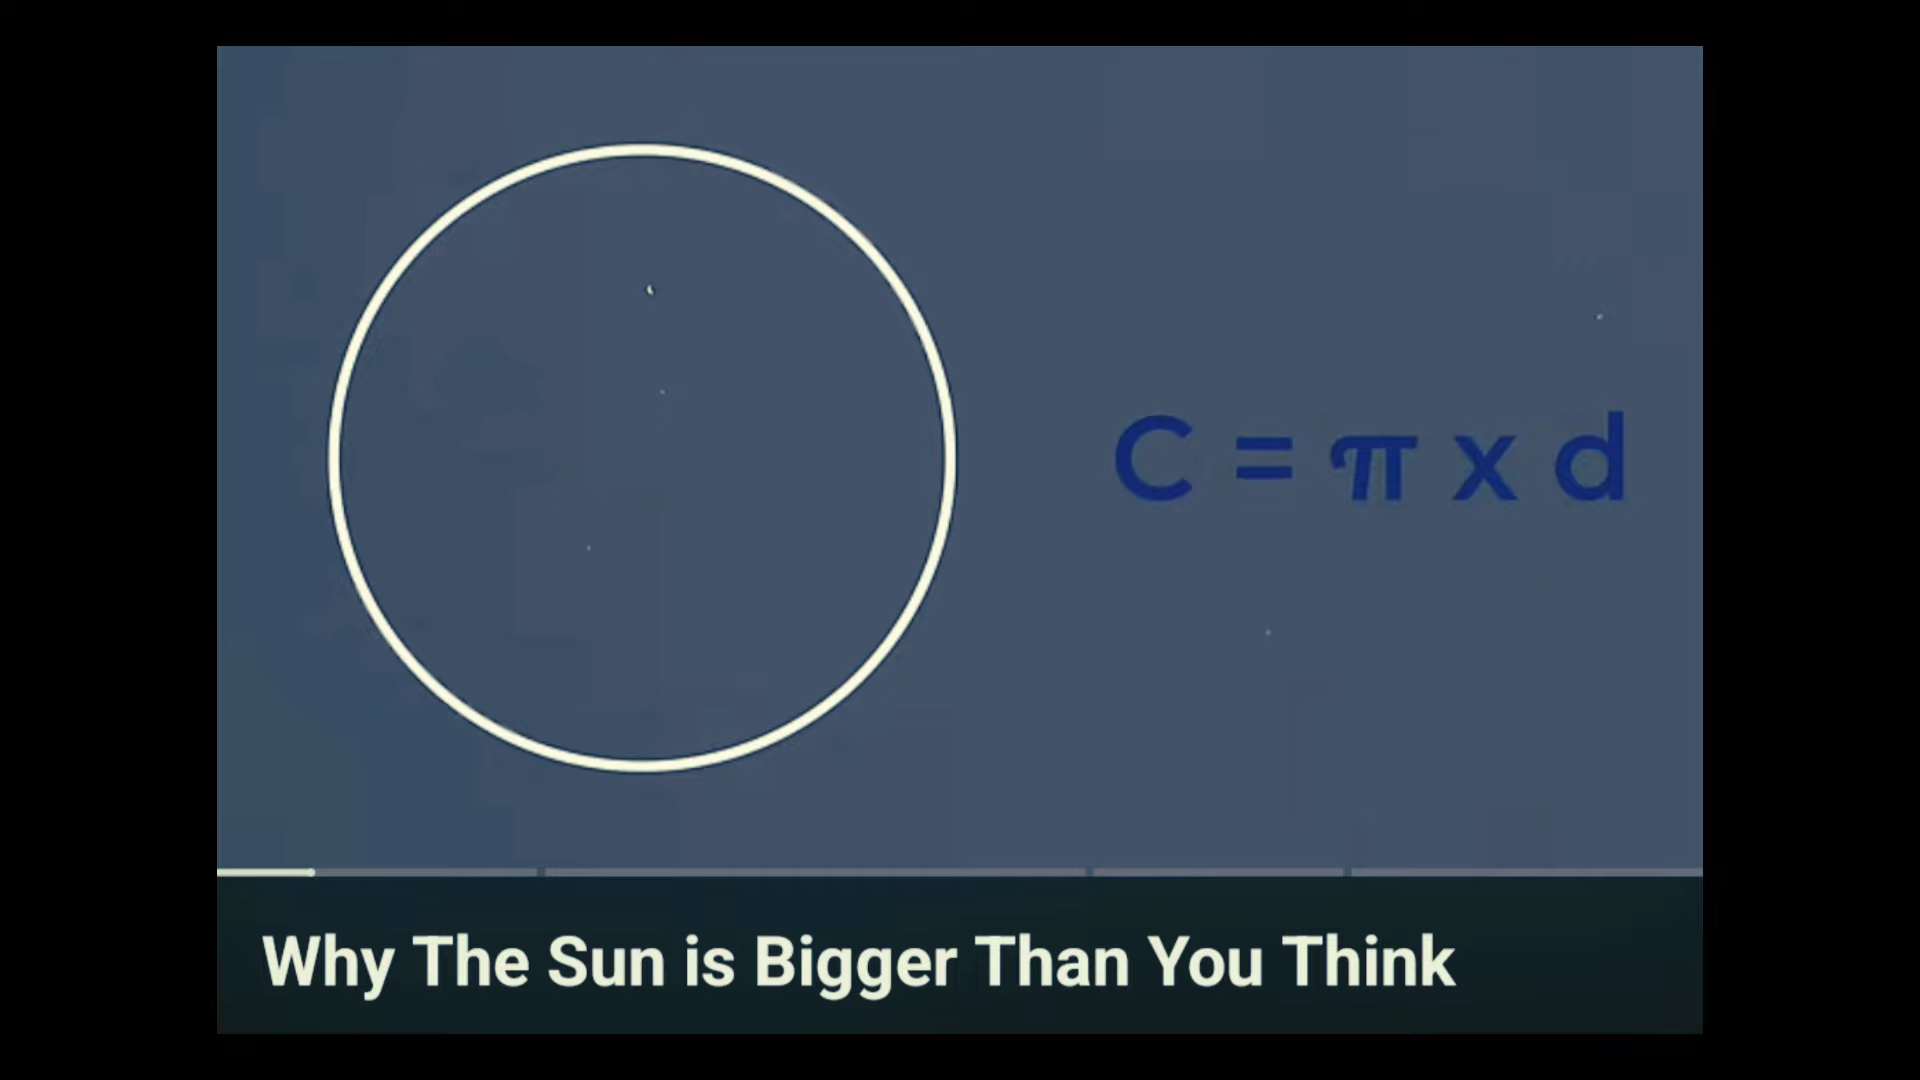 C = π x d
Why The Sun is Bigger Than You Think